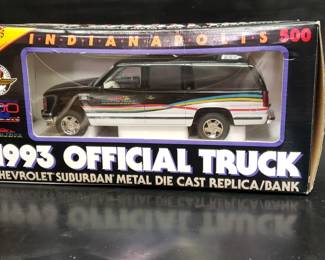 INDIANAPOLIS 500
1993 OFFICIAL TRUCK
CHEVROLET SUBURBAN METAL DIE CAST REPLICA/BANK